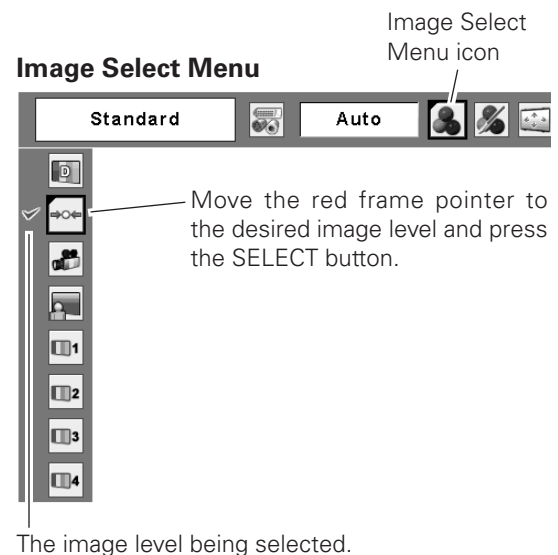 Image Select
Menu icon
Image Select Menu
Standard
Auto
D
Move the red frame pointer to
the desired image level and press
the SELECT button.
1
2
3
4
The image level being selected.